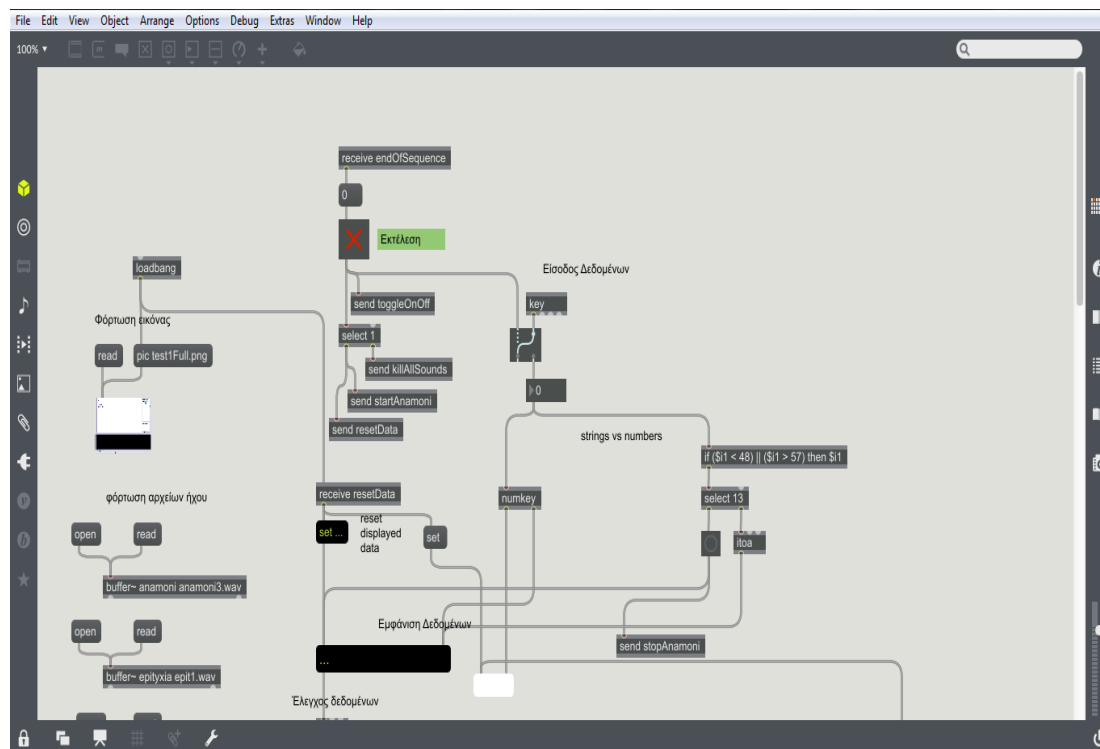 File Edit View Object Arrange Options Debug Extras Window Help
100%
receive endOfSequence
0
Εκτέλεση
loadbang
Είσοδος Δεδομένων
send toggleOnOff
key
Φόρτωση εικόνας
select 1
read
pic test1Full.png
send killAllSounds
0
send startAnamoni
send resetData
strings vs numbers
if ($i1 < 48) || ($i1 > 57) then $i1
φόρτωση αρχείων ήχου
receive resetData
numkey
select 13
open
read
set ...
reset
displayed
data
set
itoa
buffer~ anamoni anamoni3.wav
Εμφάνιση Δεδομένων
open
read
send stopAnamoni
...
buffer~ epityxia epit1.wav
Έλεγχος δεδομένων